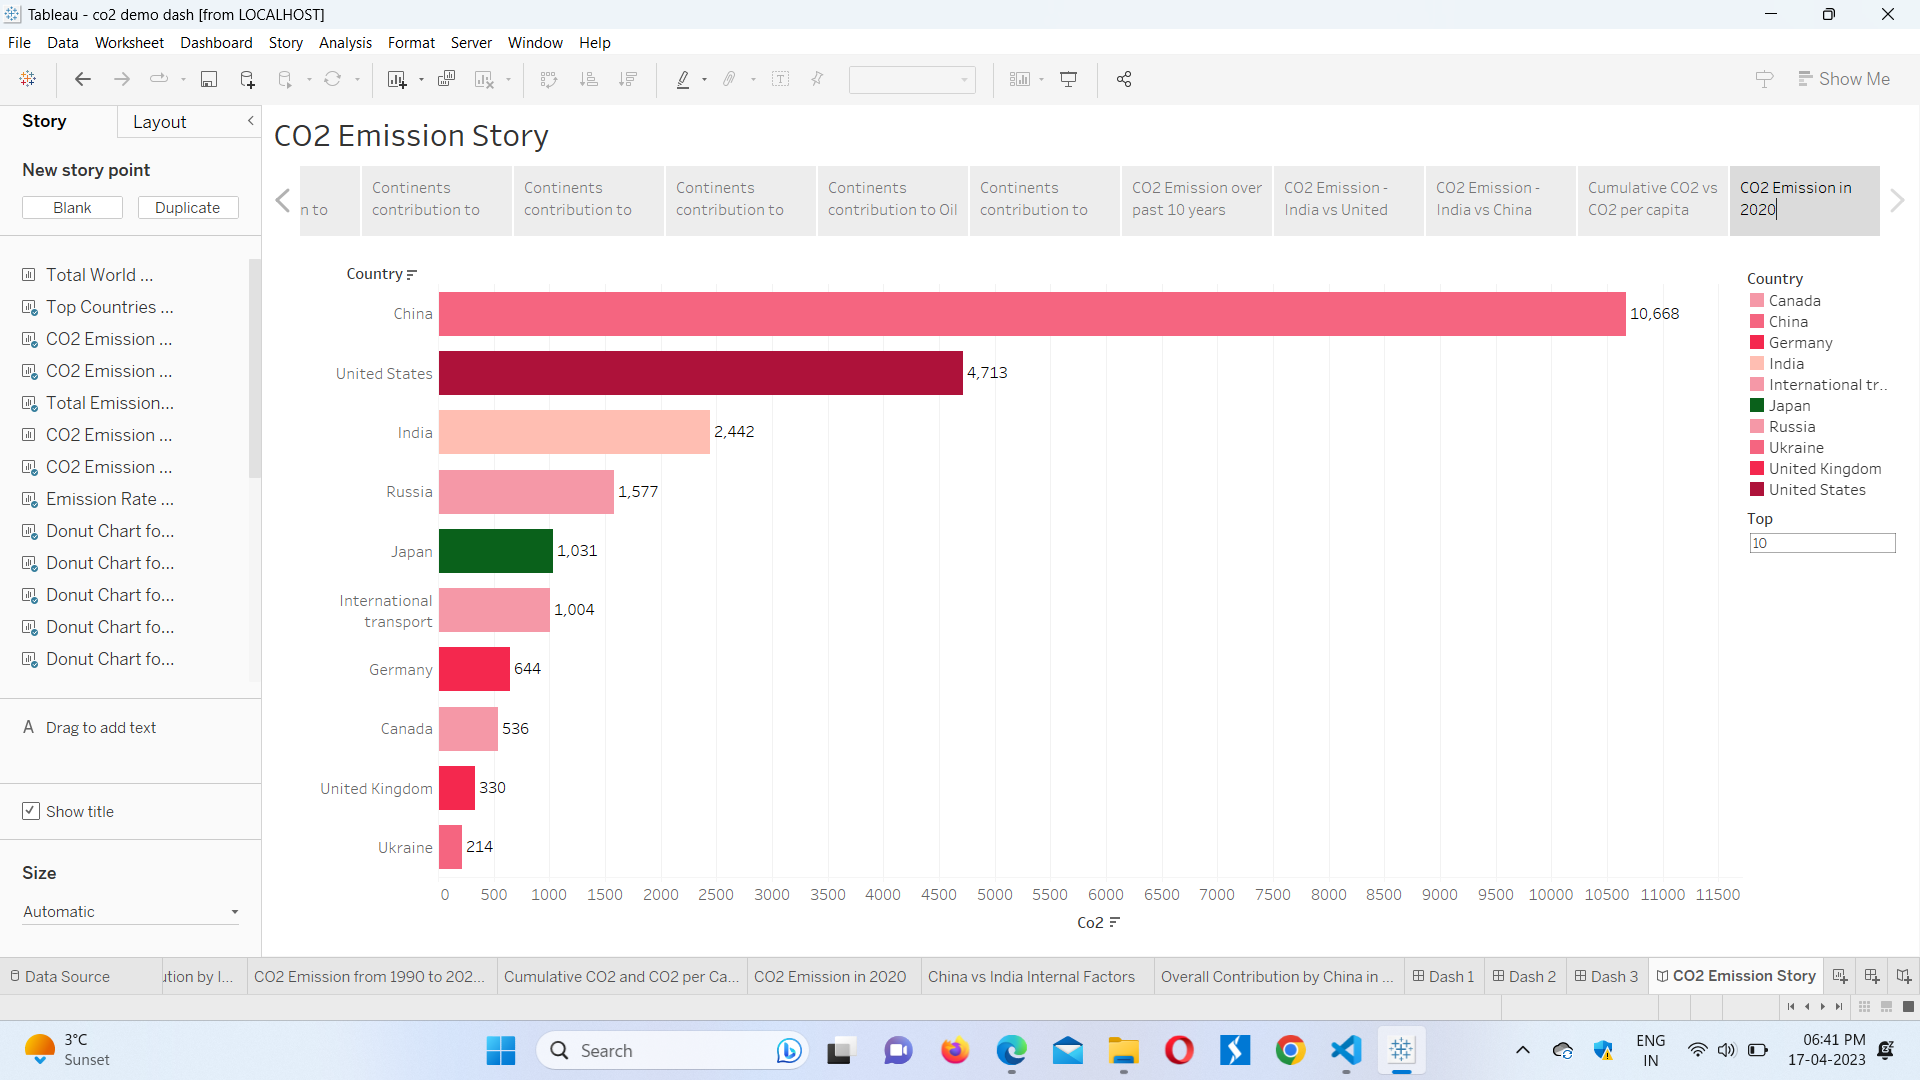 Tableau - co2 demo dash [from LOCALHOST]
File Data Worksheet Dashboard Story Analysis Format Server Window Help
Show Me
Story
Layout
New story point
Blank
Duplicate
Total World ...
Top Countries ...
CO2 Emission ...
CO2 Emission ...
Total Emission...
CO2 Emission ...
CO2 Emission ...
Emission Rate ...
Donut Chart fo...
Donut Chart fo...
Donut Chart fo...
Donut Chart fo...
Donut Chart fo...
A Drag to add text
Show title
Size
Automatic
CO2 Emission Story
n to
Continents
contribution to
Continents
contribution to
Continents
contribution to
Continents
contribution to Oil
Continents
contribution to
CO2 Emission over
past 10 years
CO2 Emission -
India vs United
CO2 Emission -
India vs China
Cumulative CO2 vs
CO2 per capita
CO2 Emission in
2020
Country
China 10,668
United States 4,713
India 2,442
Russia 1,577
Japan 1,031
International
transport 1,004
Germany 644
Canada 536
United Kingdom 330
Ukraine 214
0 500 1000 1500 2000 2500 3000 3500 4000 4500 5000 5500 6000 6500 7000 7500 8000 8500 9000 9500 10000 10500 11000 11500
Co2
Country
Canada
China
Germany
India
International tr..
Japan
Russia
Ukraine
United Kingdom
United States
Top
10
Data Source
ution by I...
CO2 Emission from 1990 to 202...
Cumulative CO2 and CO2 per Ca...
CO2 Emission in 2020
China vs India Internal Factors
Overall Contribution by China in ...
Dash 1
Dash 2
Dash 3
CO2 Emission Story
3°C
Sunset
Search
ENG
IN
06:41 PM
17-04-2023